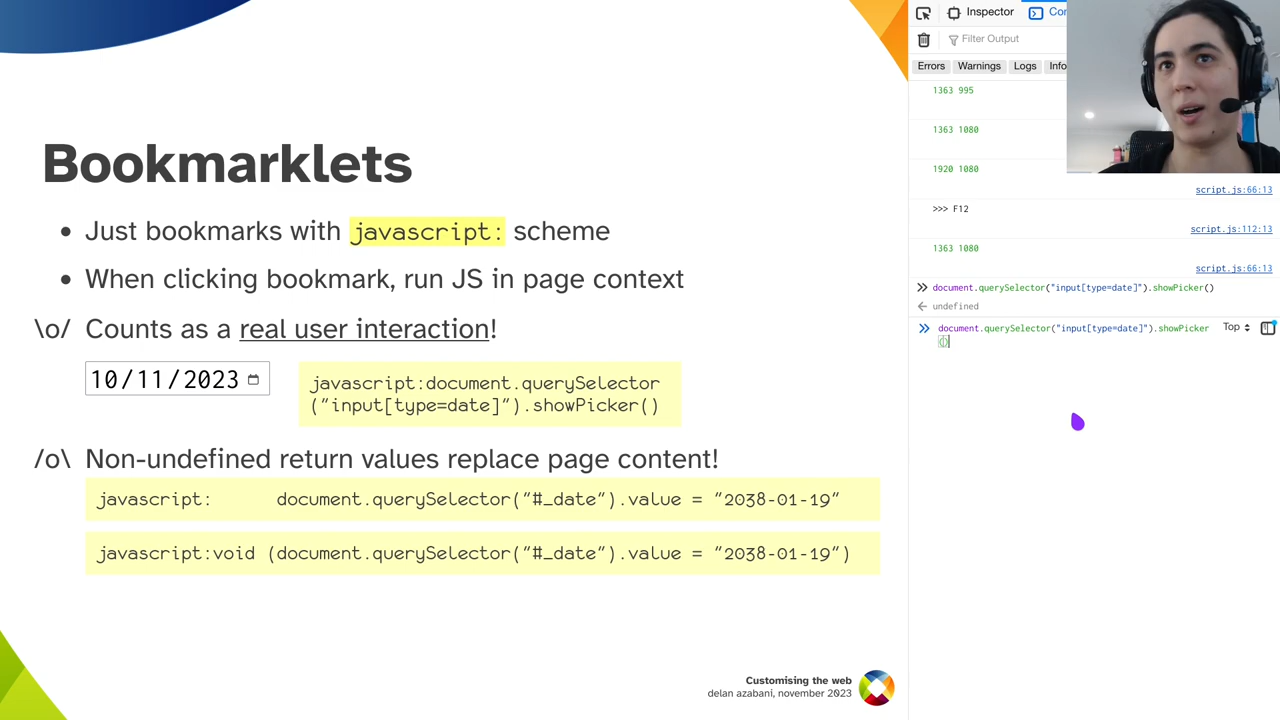 Bookmarklets
• Just bookmarks with javascript: scheme
• When clicking bookmark, run JS in page context
\o/ Counts as a real user interaction!
10/11/2023
javascript:document.querySelector
("input[type=date]").showPicker()
/o\ Non-undefined return values replace page content!
javascript: document.querySelector("#_date").value = "2038-01-19"
javascript:void (document.querySelector("#_date").value = "2038-01-19")
Customising the web
delan azabani, november 2023
Inspector
Co
Filter Output
Errors Warnings Logs Info
1363 995
1363 1080
1920 1080
script.js:66:13
>>> F12
script.js:112:13
1363 1080
script.js:66:13
document.querySelector("input[type=date]").showPicker()
undefined
document.querySelector("input[type=date]").showPicker
()
Top